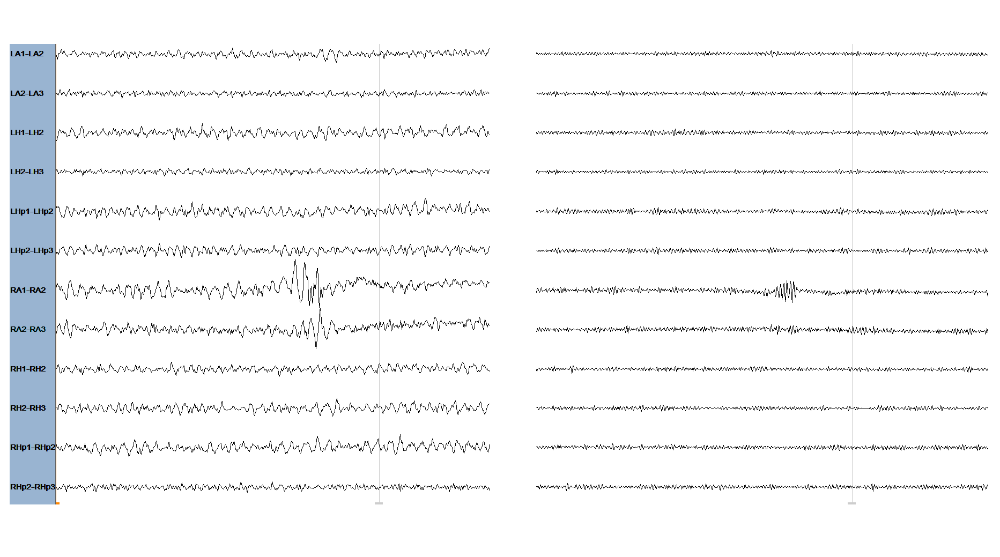 LA1-LA2
LA2-LA3
LH1-LH2
LH2-LH3
LHp1-LHp2
LHp2-LHp3
RA1-RA2
RA2-RA3
RH1-RH2
RH2-RH3
RHp1-RHp2
RHp2-RHp3